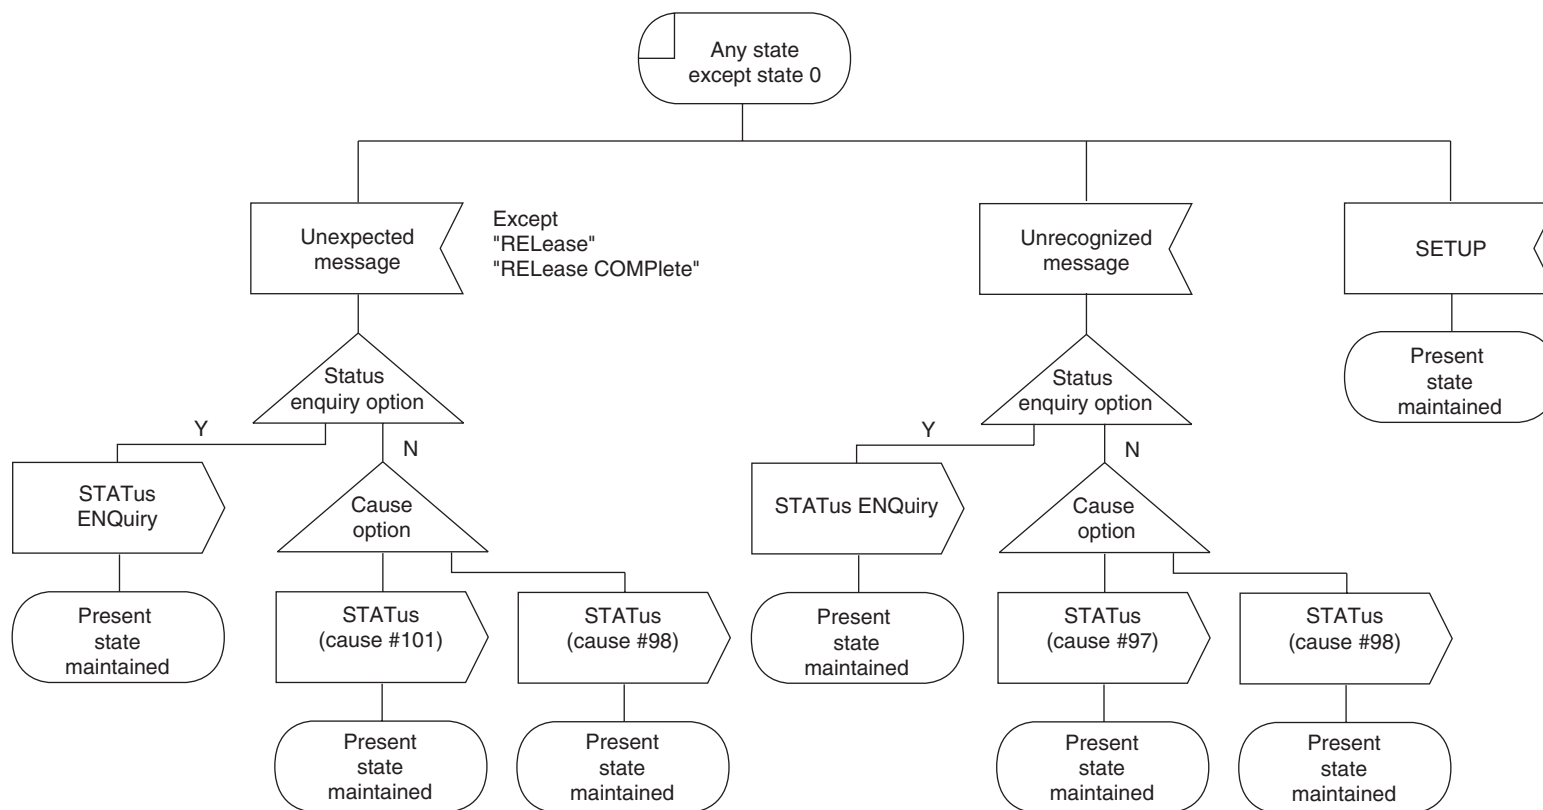 Any state
except state 0
Unexpected
message
Except
"RELease"
"RELease COMPlete"
Unrecognized
message
SETUP
Status
enquiry option
Y
N
Status
enquiry option
Y
N
Present
state
maintained
STATus
ENQuiry
Cause
option
STATus ENQuiry
Cause
option
Present
state
maintained
STATus
(cause #101)
STATus
(cause #98)
Present
state
maintained
STATus
(cause #97)
STATus
(cause #98)
Present
state
maintained
Present
state
maintained
Present
state
maintained
Present
state
maintained